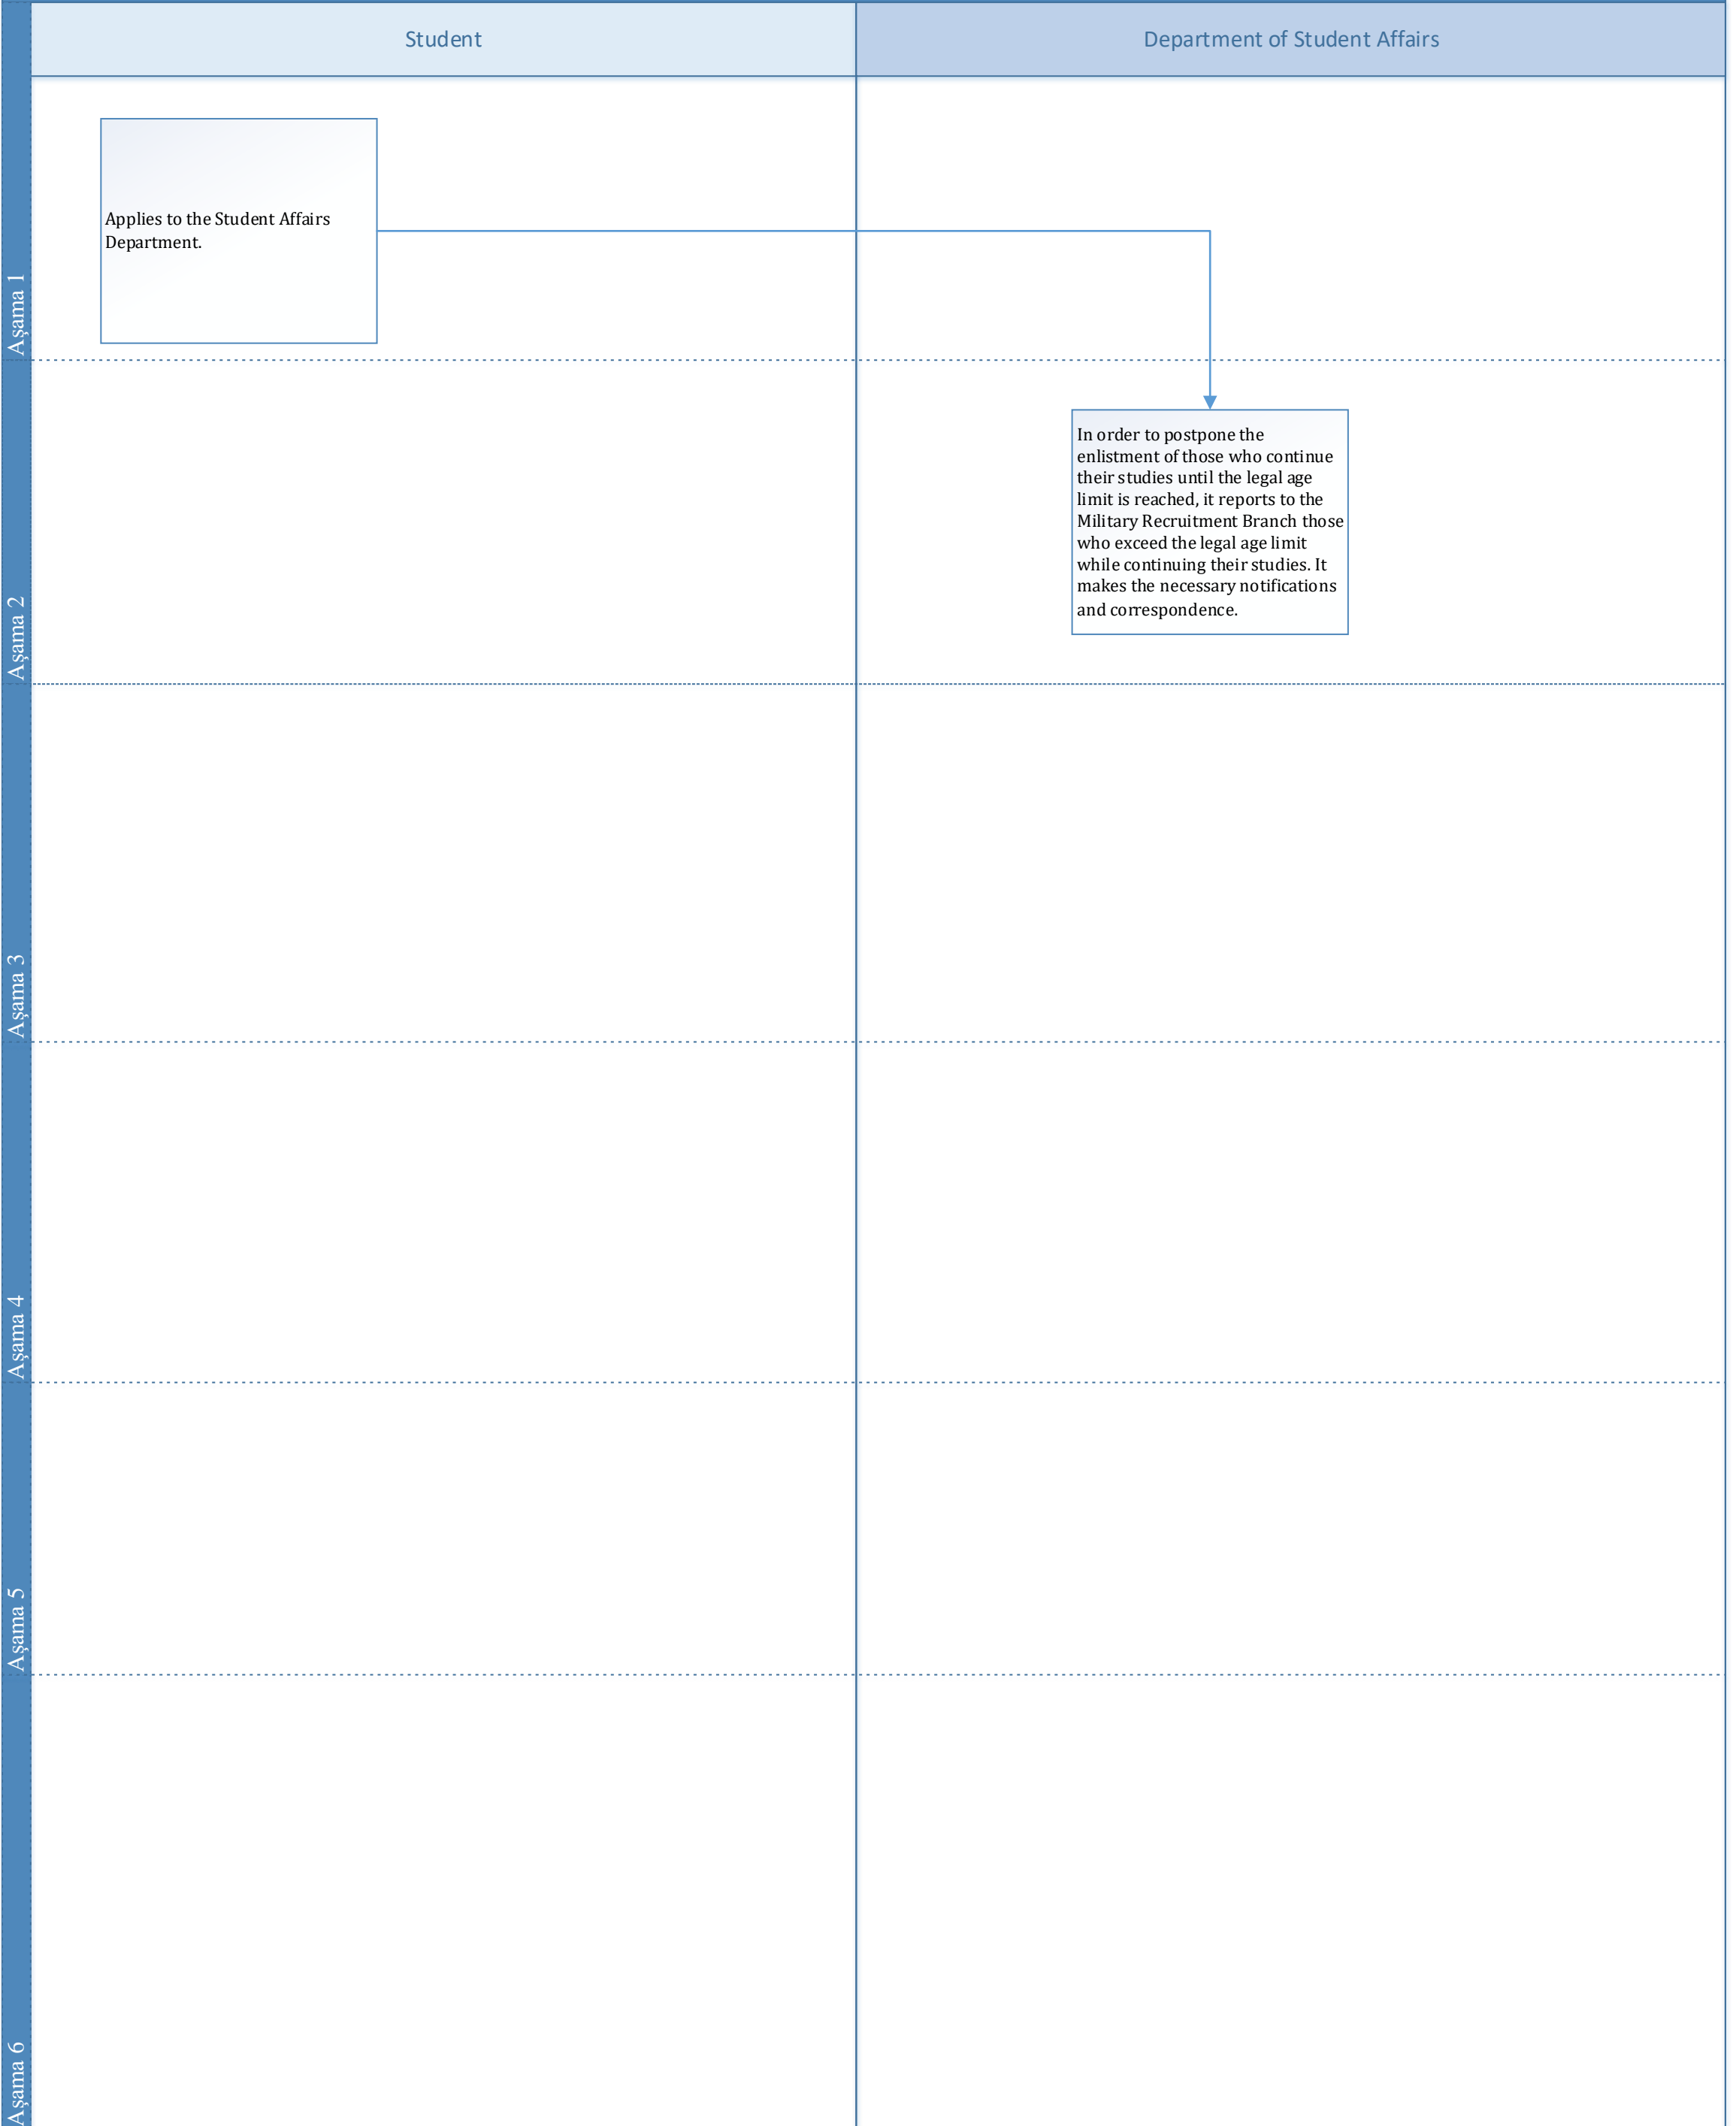 Student
Department of Student Affairs
Aşama 1
Applies to the Student Affairs
Department.
Aşama 2
In order to postpone the
enlistment of those who continue
their studies until the legal age
limit is reached, it reports to the
Military Recruitment Branch those
who exceed the legal age limit
while continuing their studies. It
makes the necessary notifications
and correspondence.
Aşama 3
Aşama 4
Aşama 5
Aşama 6